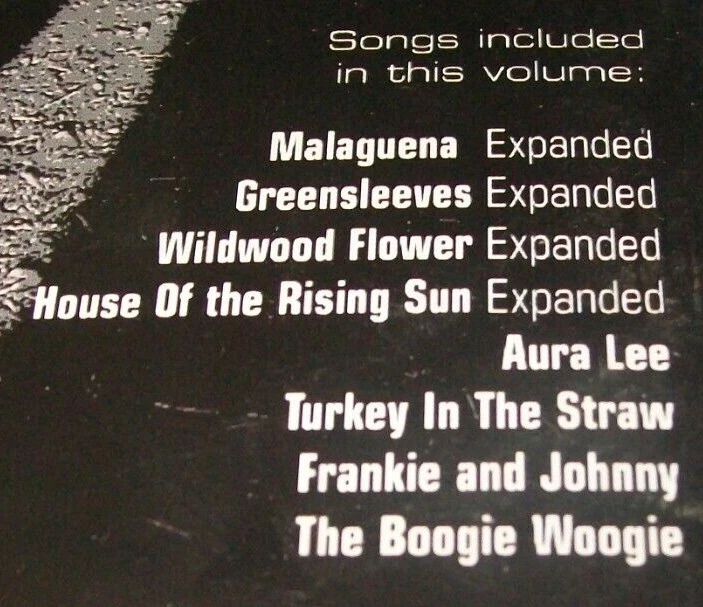 Songs included
in this volume:
Malaguena Expanded
Greensleeves Expanded
Wildwood Flower Expanded
House Of the Rising Sun Expanded
Aura Lee
Turkey In The Straw
Frankie and Johnny
The Boogie Woogie